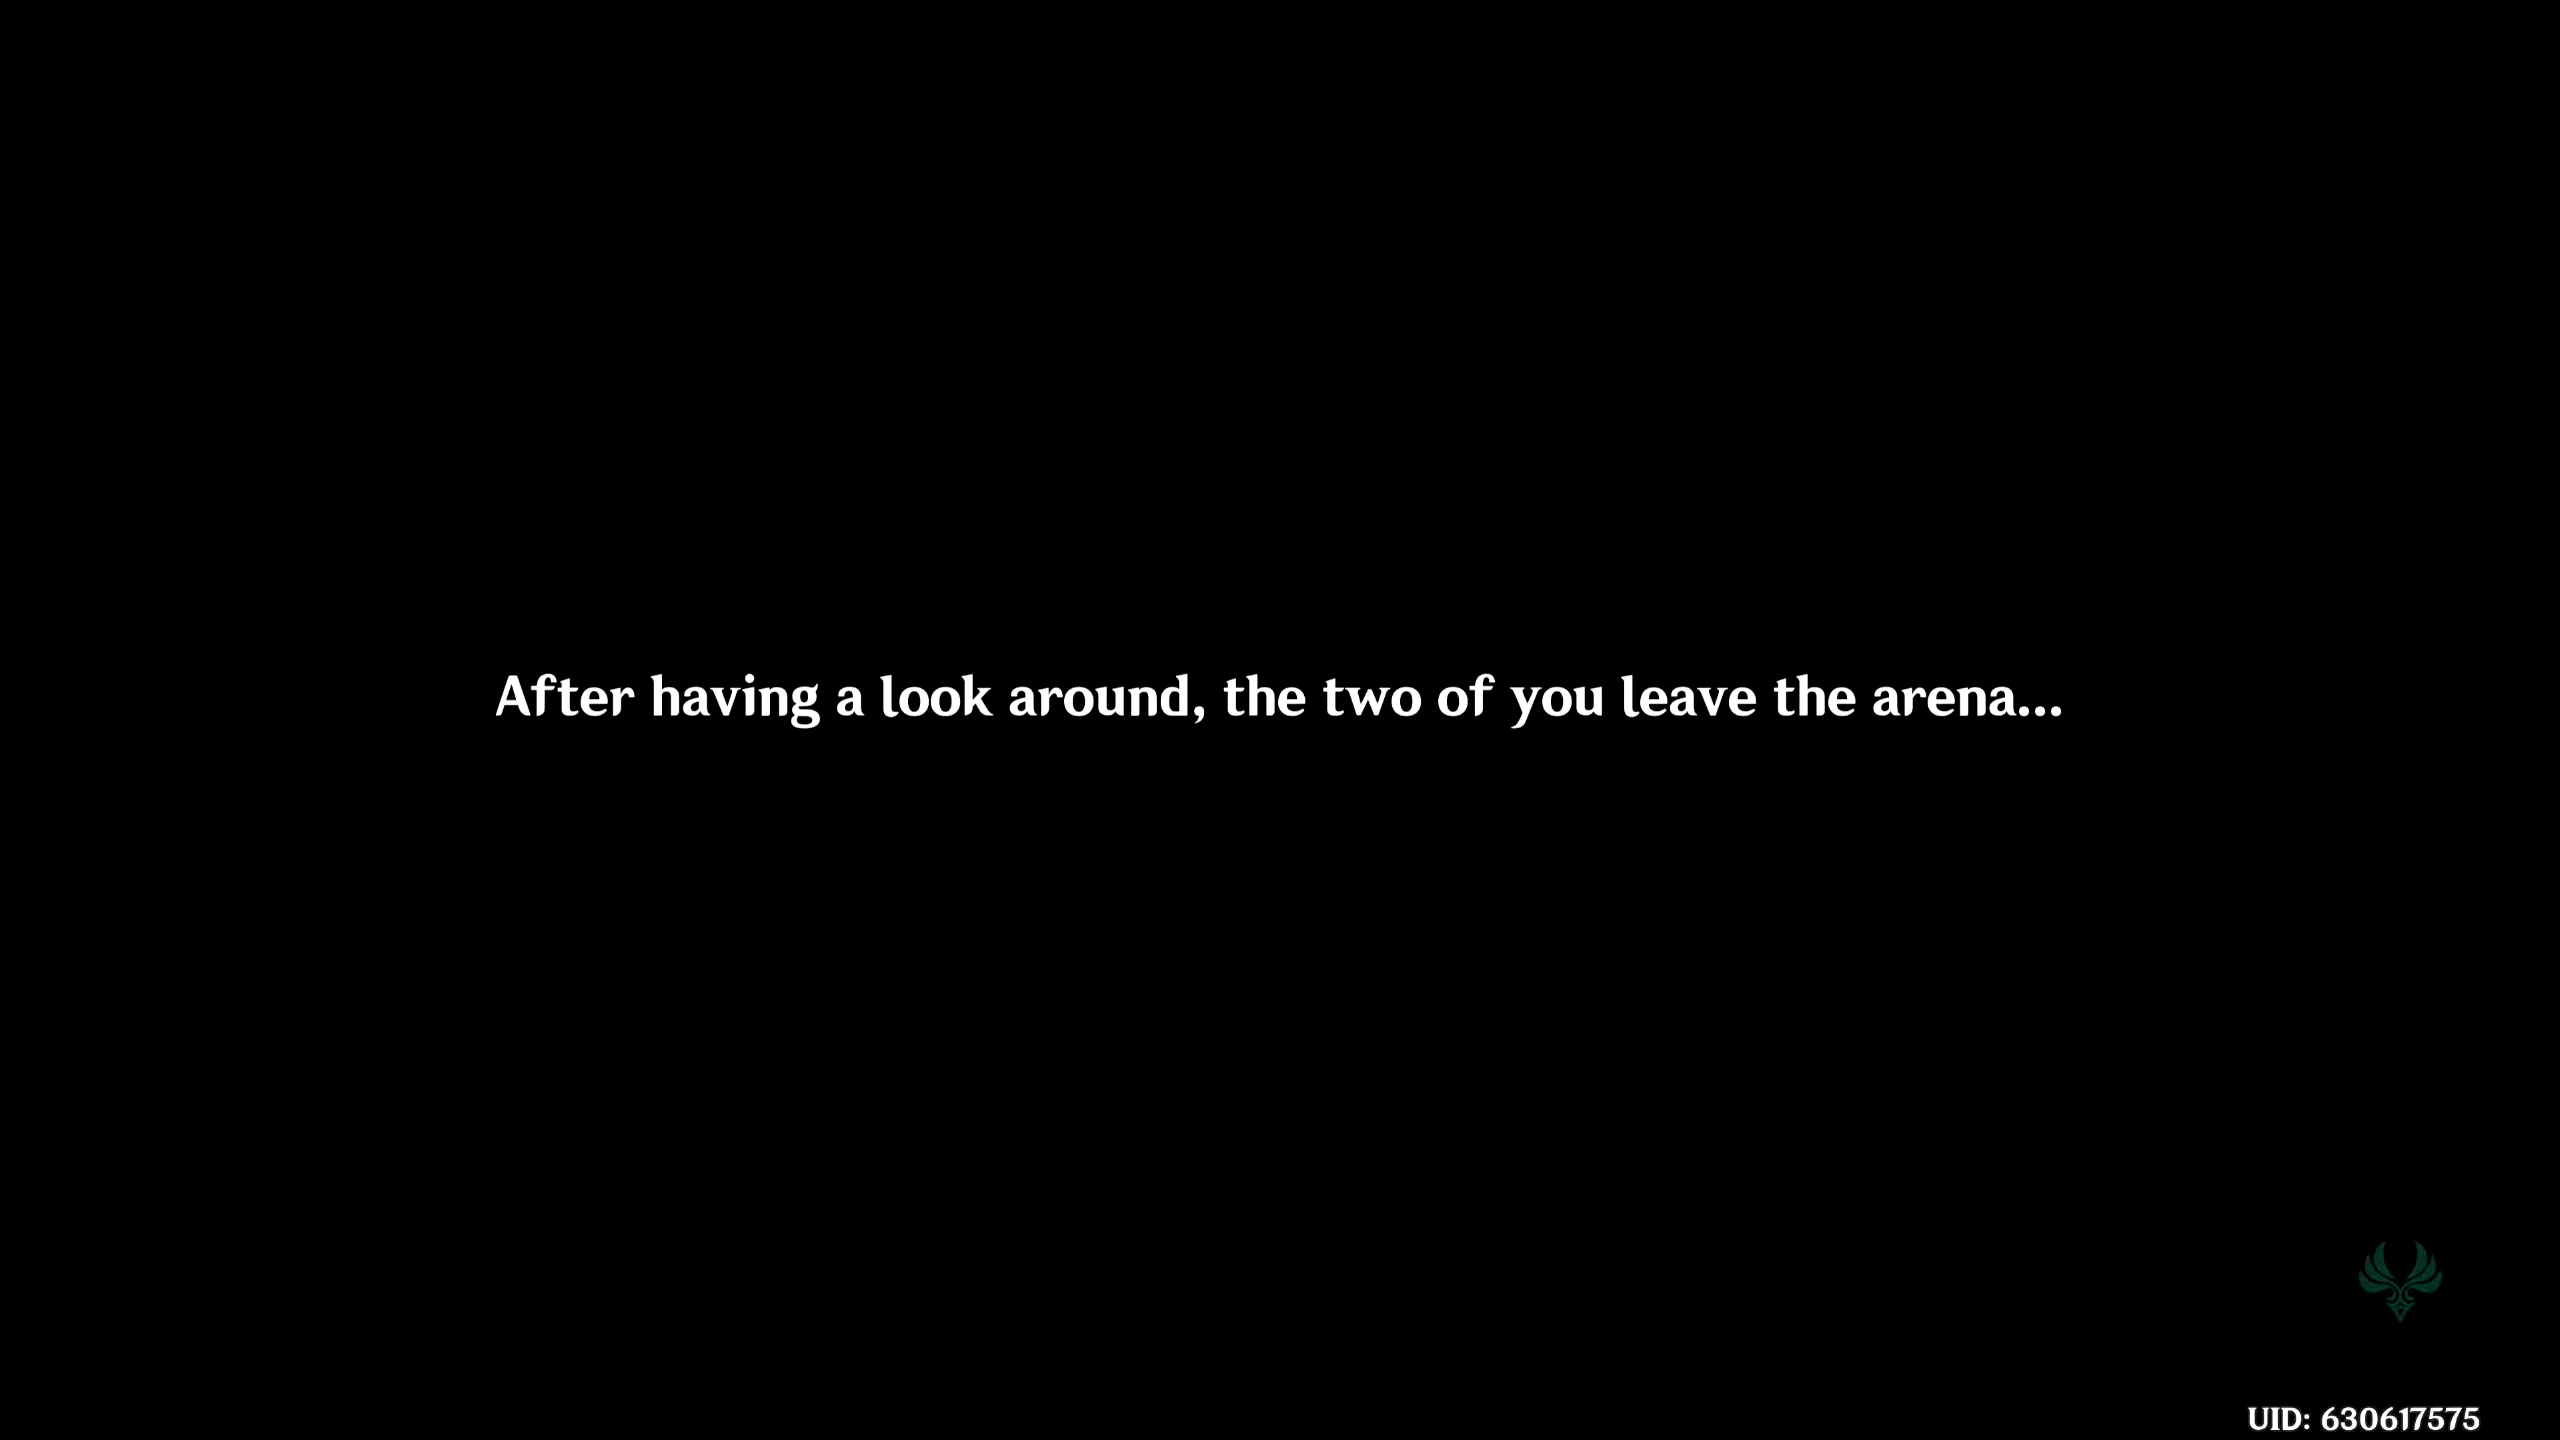 After having a look around, the two of you leave the arena...
UID: 630617575